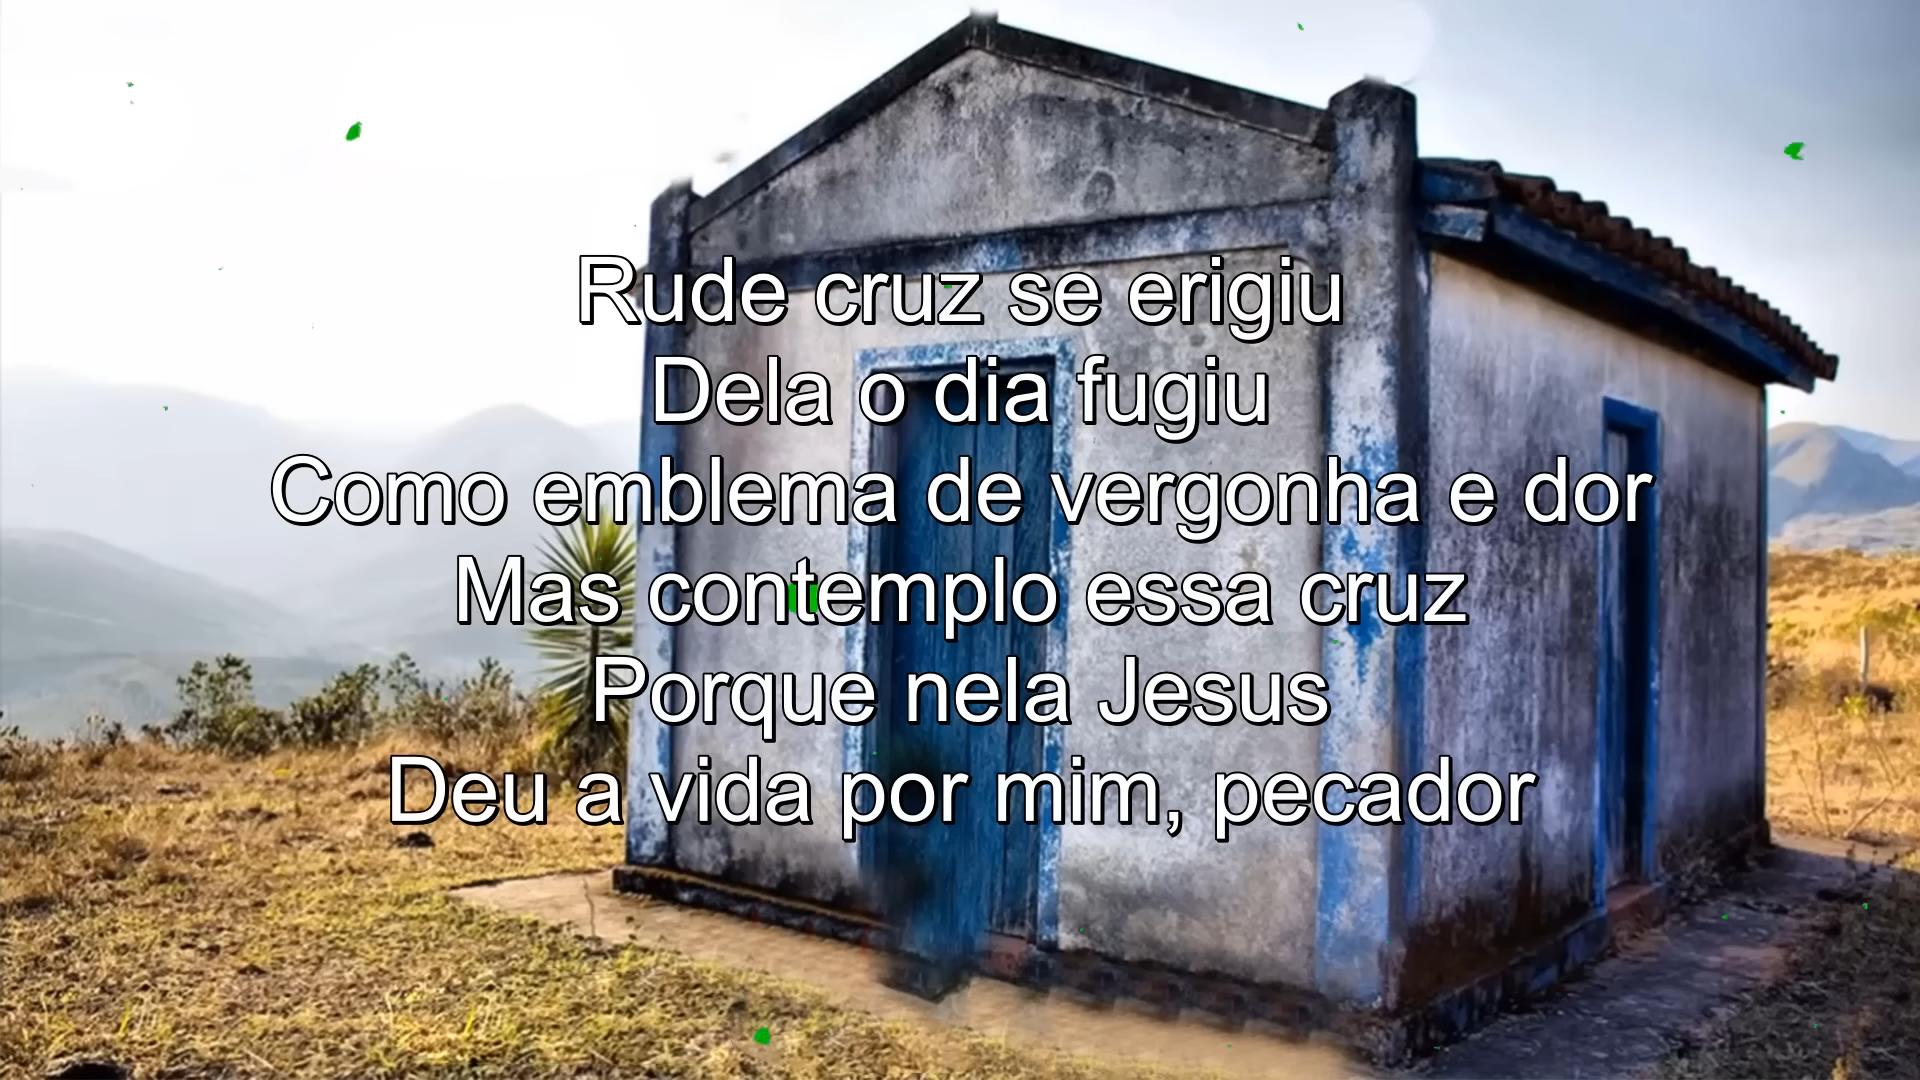 Rude cruz se erigiu
Dela o dia fugiu
Como emblema de vergonha e dor
Mas contemplo essa cruz
Porque nela Jesus
Deu a vida por mim, pecador